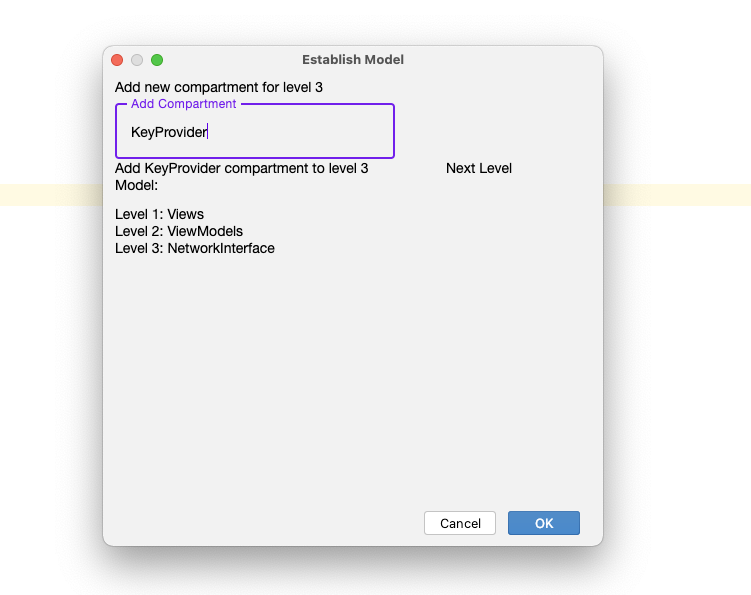 Establish Model
Add new compartment for level 3
Add Compartment
KeyProvider
Add KeyProvider compartment to level 3
Next Level
Model:
Level 1: Views
Level 2: ViewModels
Level 3: NetworkInterface
Cancel
OK